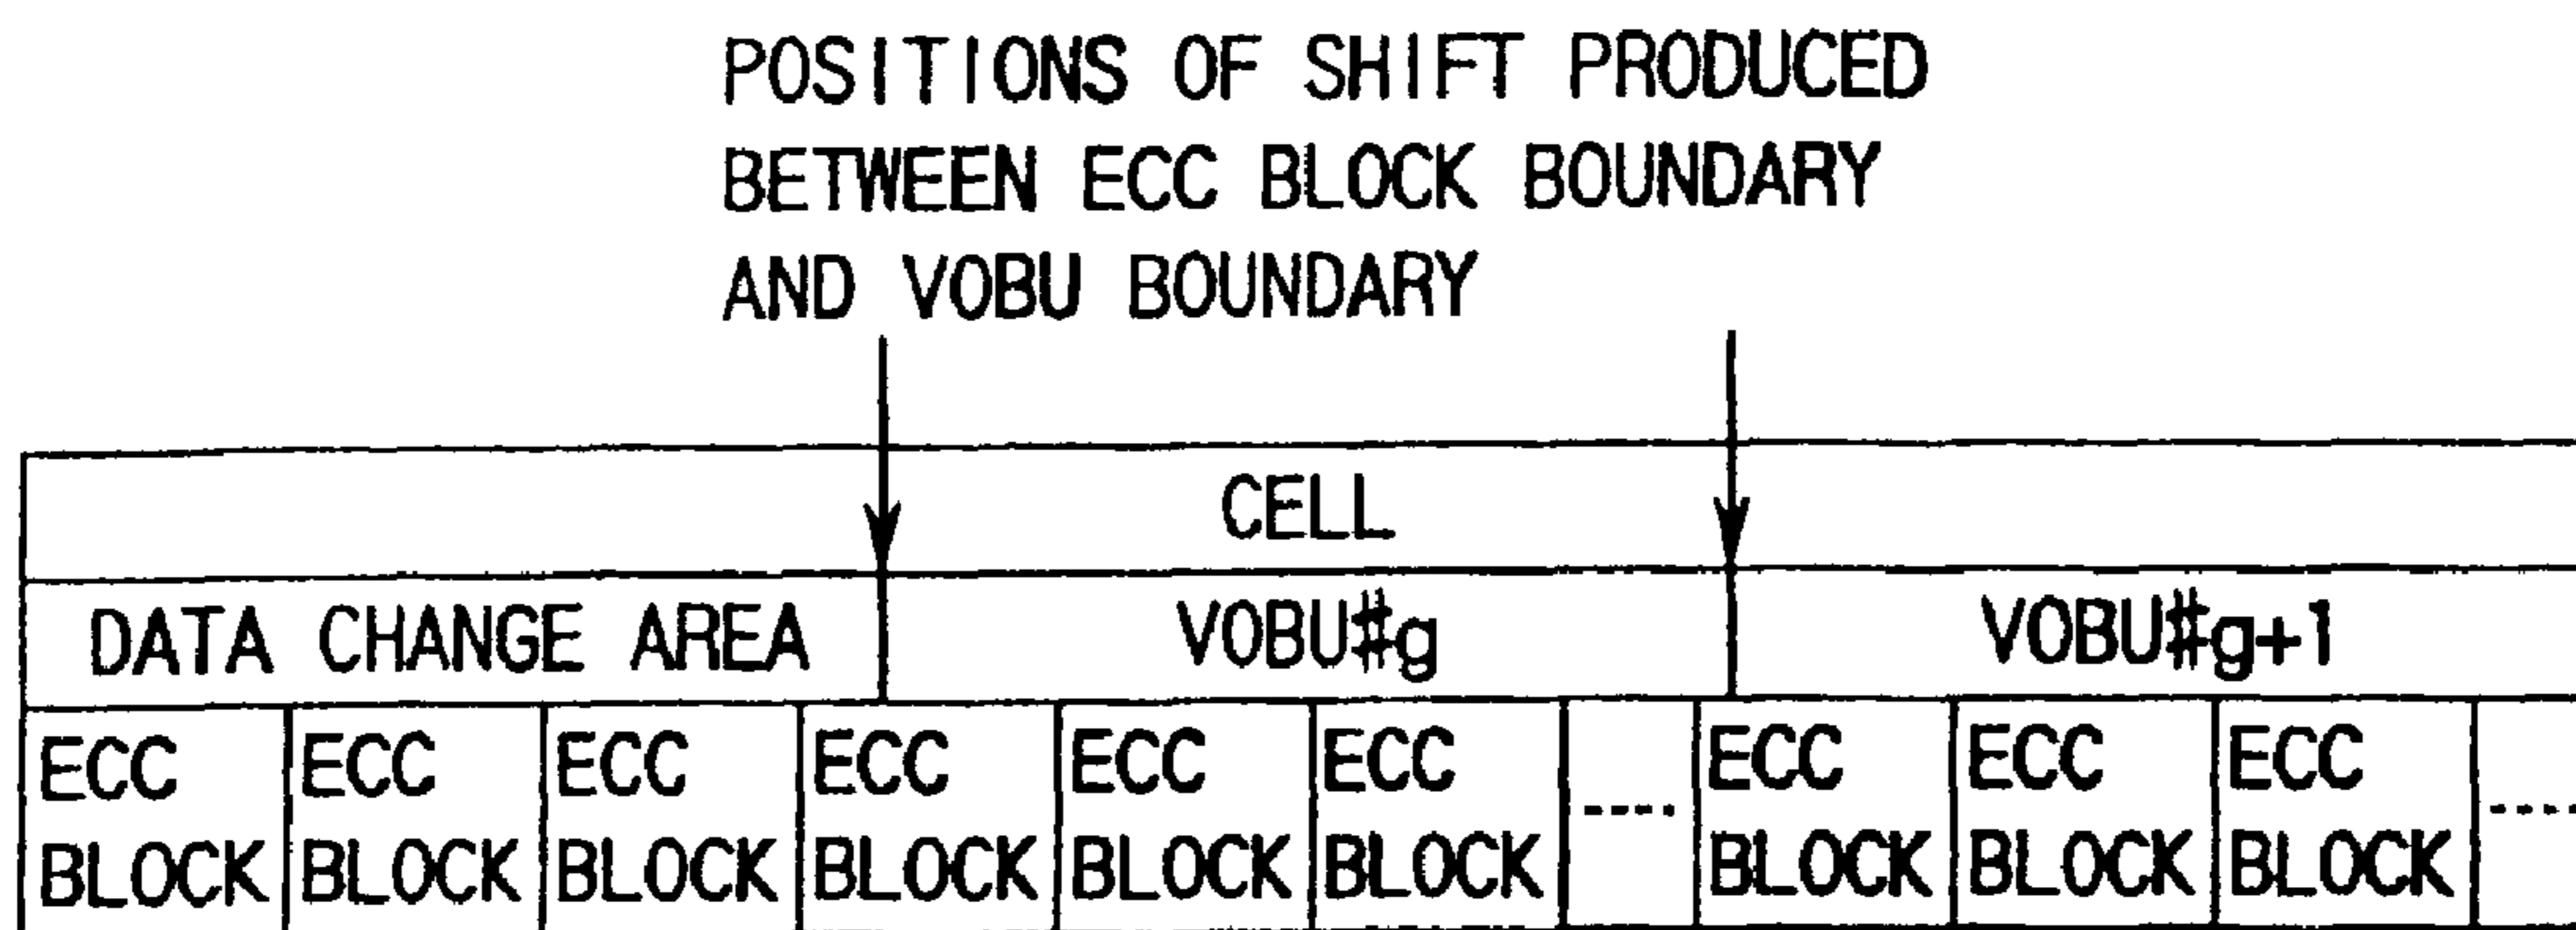 POSITIONS OF SHIFT PRODUCED
BETWEEN ECC BLOCK BOUNDARY
AND VOBU BOUNDARY
CELL
DATA CHANGE AREA VOBU#g VOBU#g+1
ECC ECC ECC ECC ECC ECC ---- ECC ECC ECC ----
BLOCK BLOCK BLOCK BLOCK BLOCK BLOCK BLOCK BLOCK BLOCK